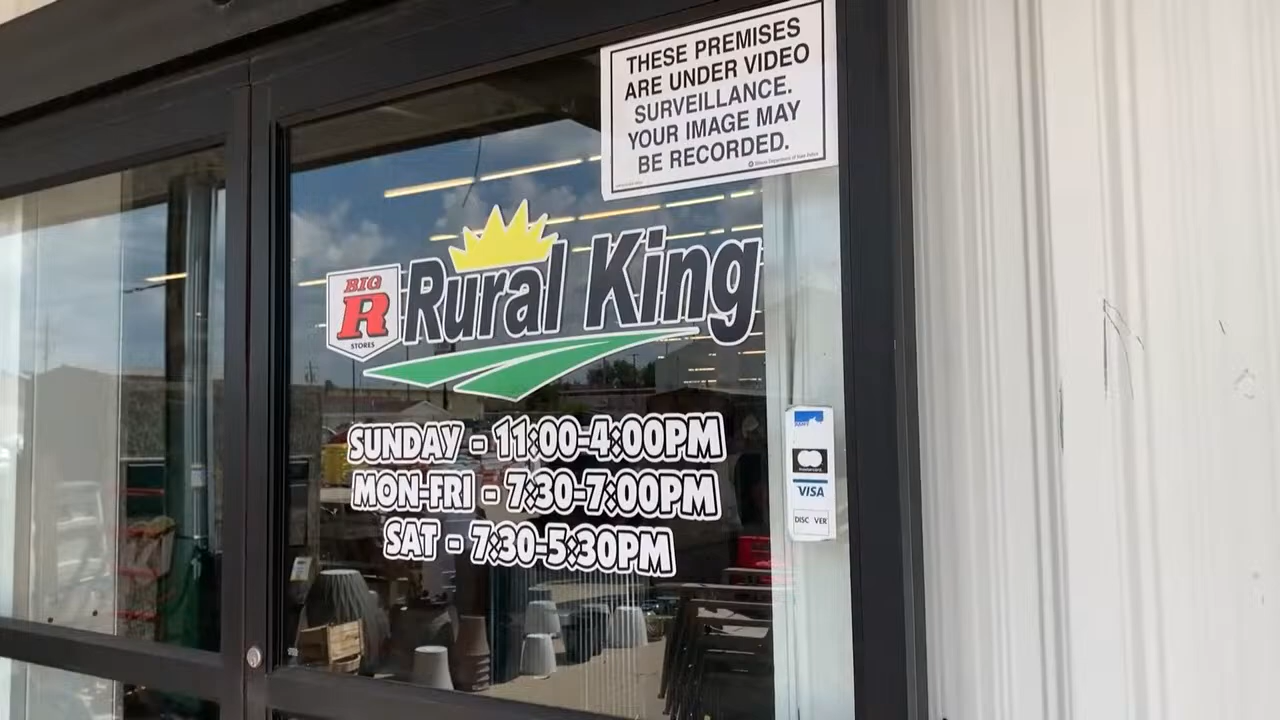 THESE PREMISES
ARE UNDER VIDEO
SURVEILLANCE.
YOUR IMAGE MAY
BE RECORDED.
BIG
R
STORES
Rural King
SUNDAY - 11:00-4:00PM
MON-FRI - 7:30-7:00PM
SAT - 7:30-5:30PM
mastercard
VISA
DISC VER